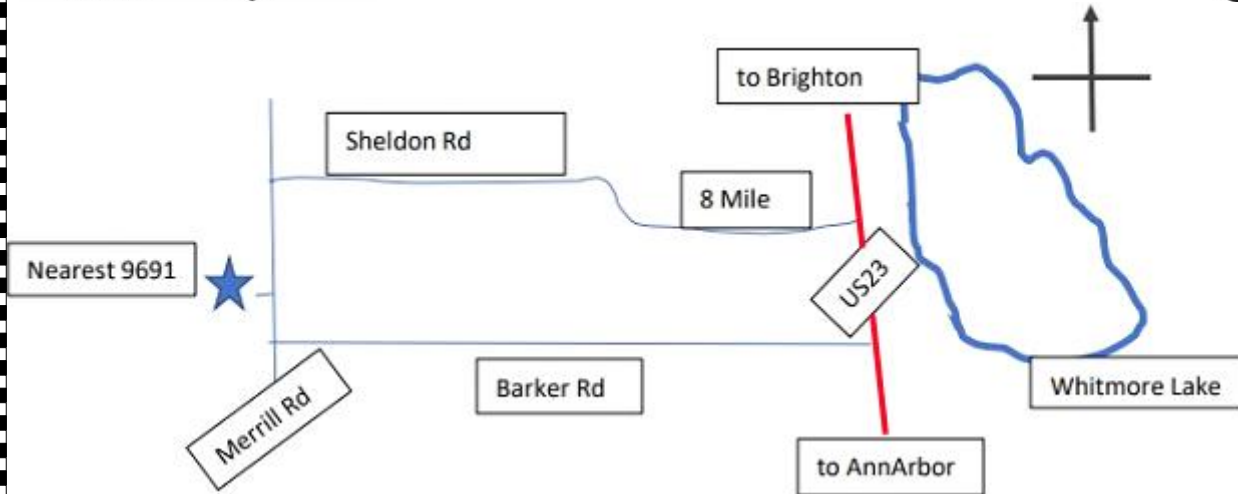 to Brighton
Sheldon Rd
8 Mile
Nearest 9691
US23
Merrill Rd
Barker Rd
Whitmore Lake
to AnnArbor